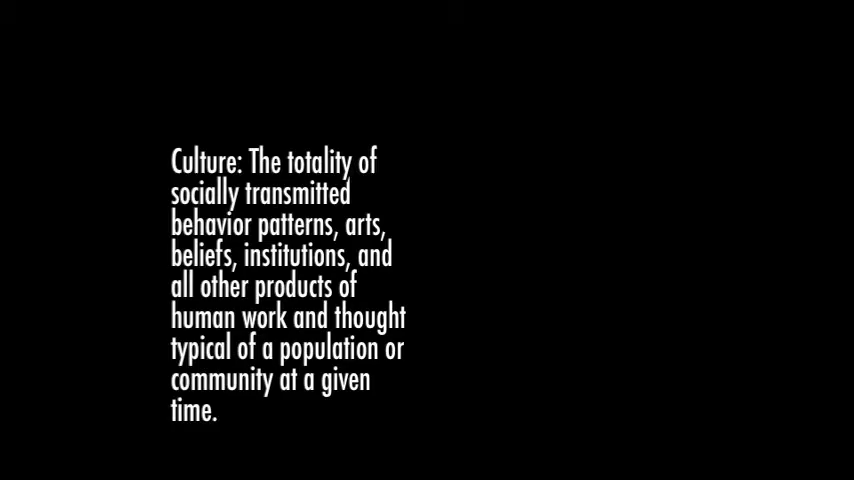 Culture: The totality of
socially transmitted
behavior patterns, arts,
beliefs, institutions, and
all other products of
human work and thought
typical of a population or
community at a given
time.